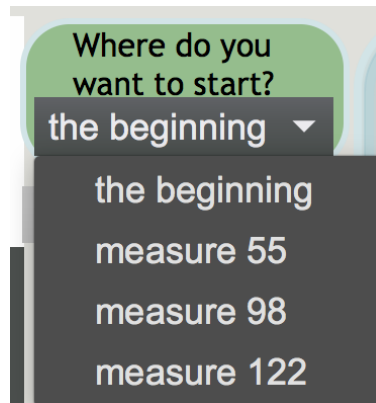 Where do you
want to start?
the beginning
the beginning
measure 55
measure 98
measure 122